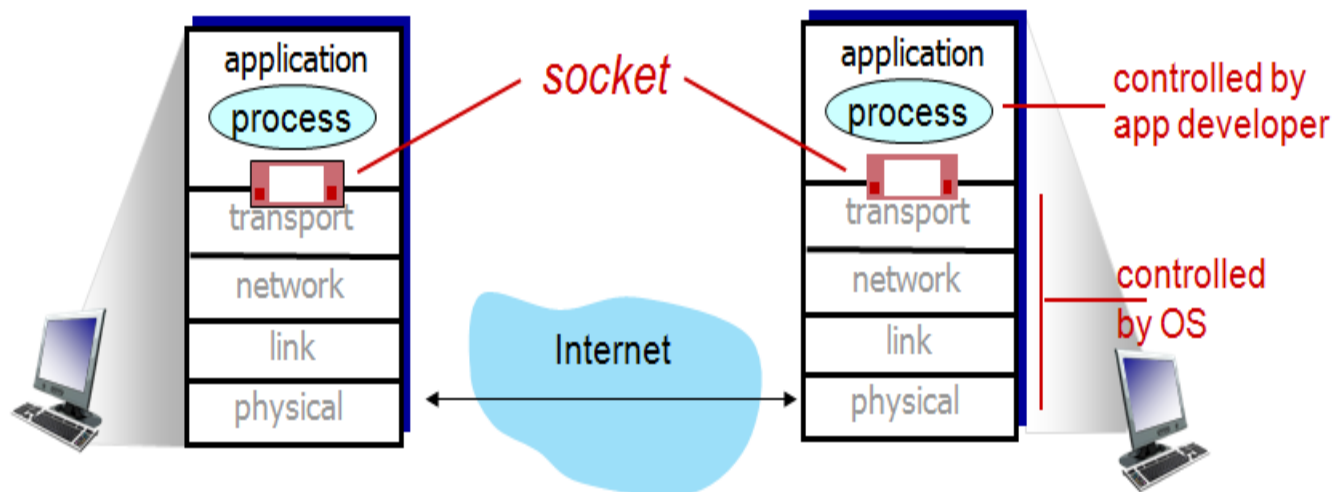 application
process
transport
network
link
physical
socket
Internet
application
process
transport
network
link
physical
controlled by
app developer
controlled
by OS